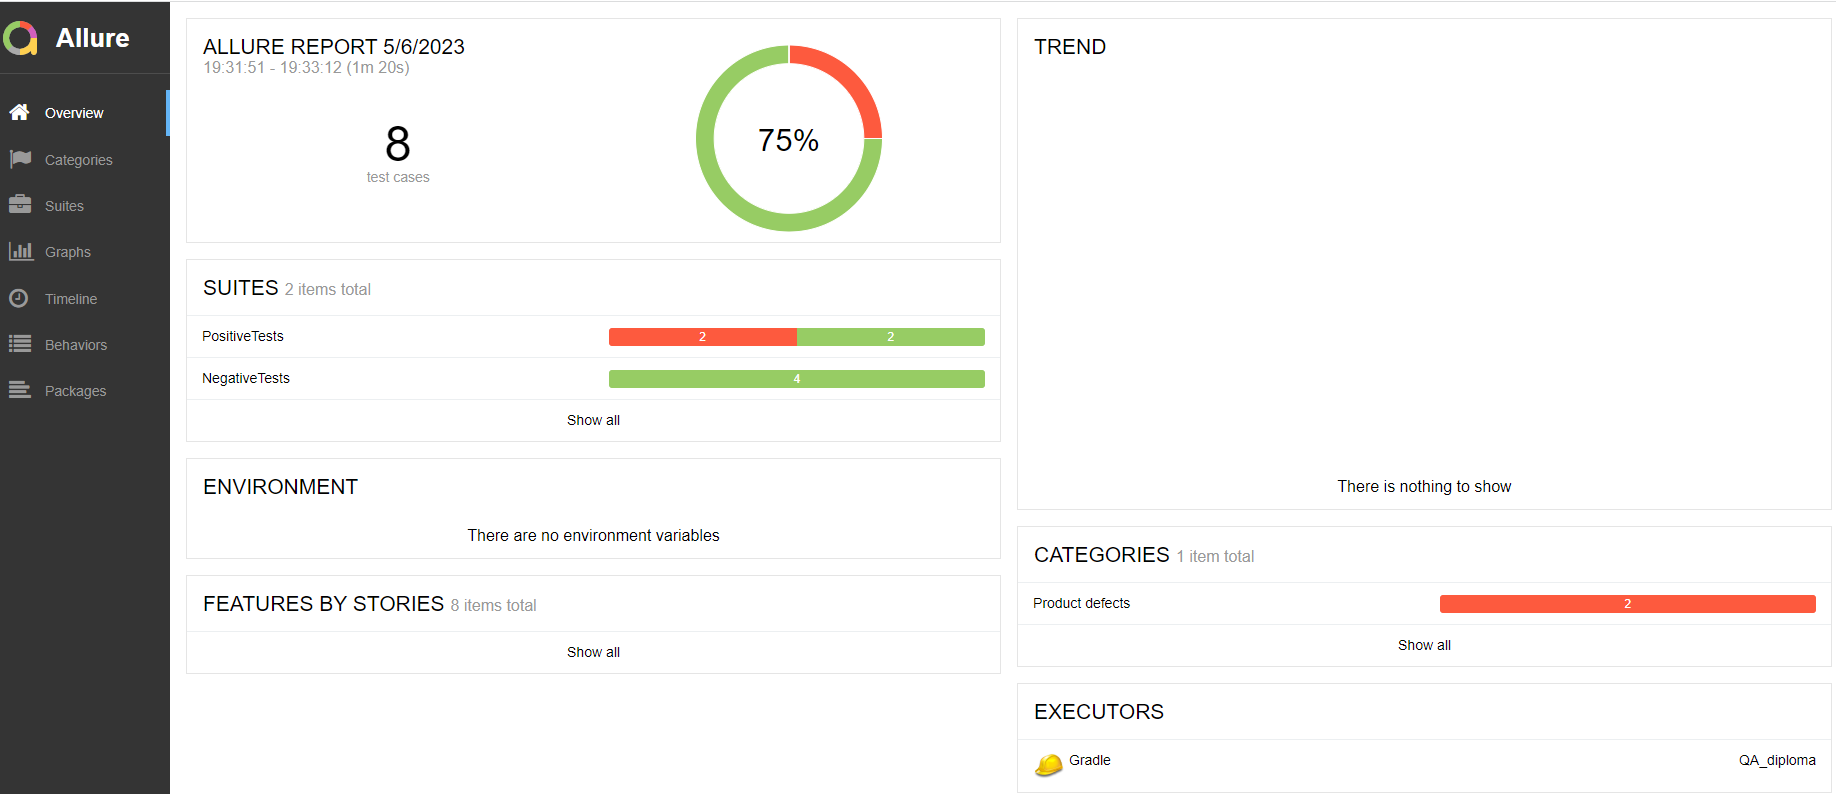 Allure
Overview
Categories
Suites
Graphs
Timeline
Behaviors
Packages
ALLURE REPORT 5/6/2023
19:31:51 - 19:33:12 (1m 20s)
8
test cases
75%
SUITES 2 items total
PositiveTests 2 2
NegativeTests 4
Show all
ENVIRONMENT
There are no environment variables
FEATURES BY STORIES 8 items total
Show all
TREND
There is nothing to show
CATEGORIES 1 item total
Product defects 2
Show all
EXECUTORS
Gradle QA_diploma